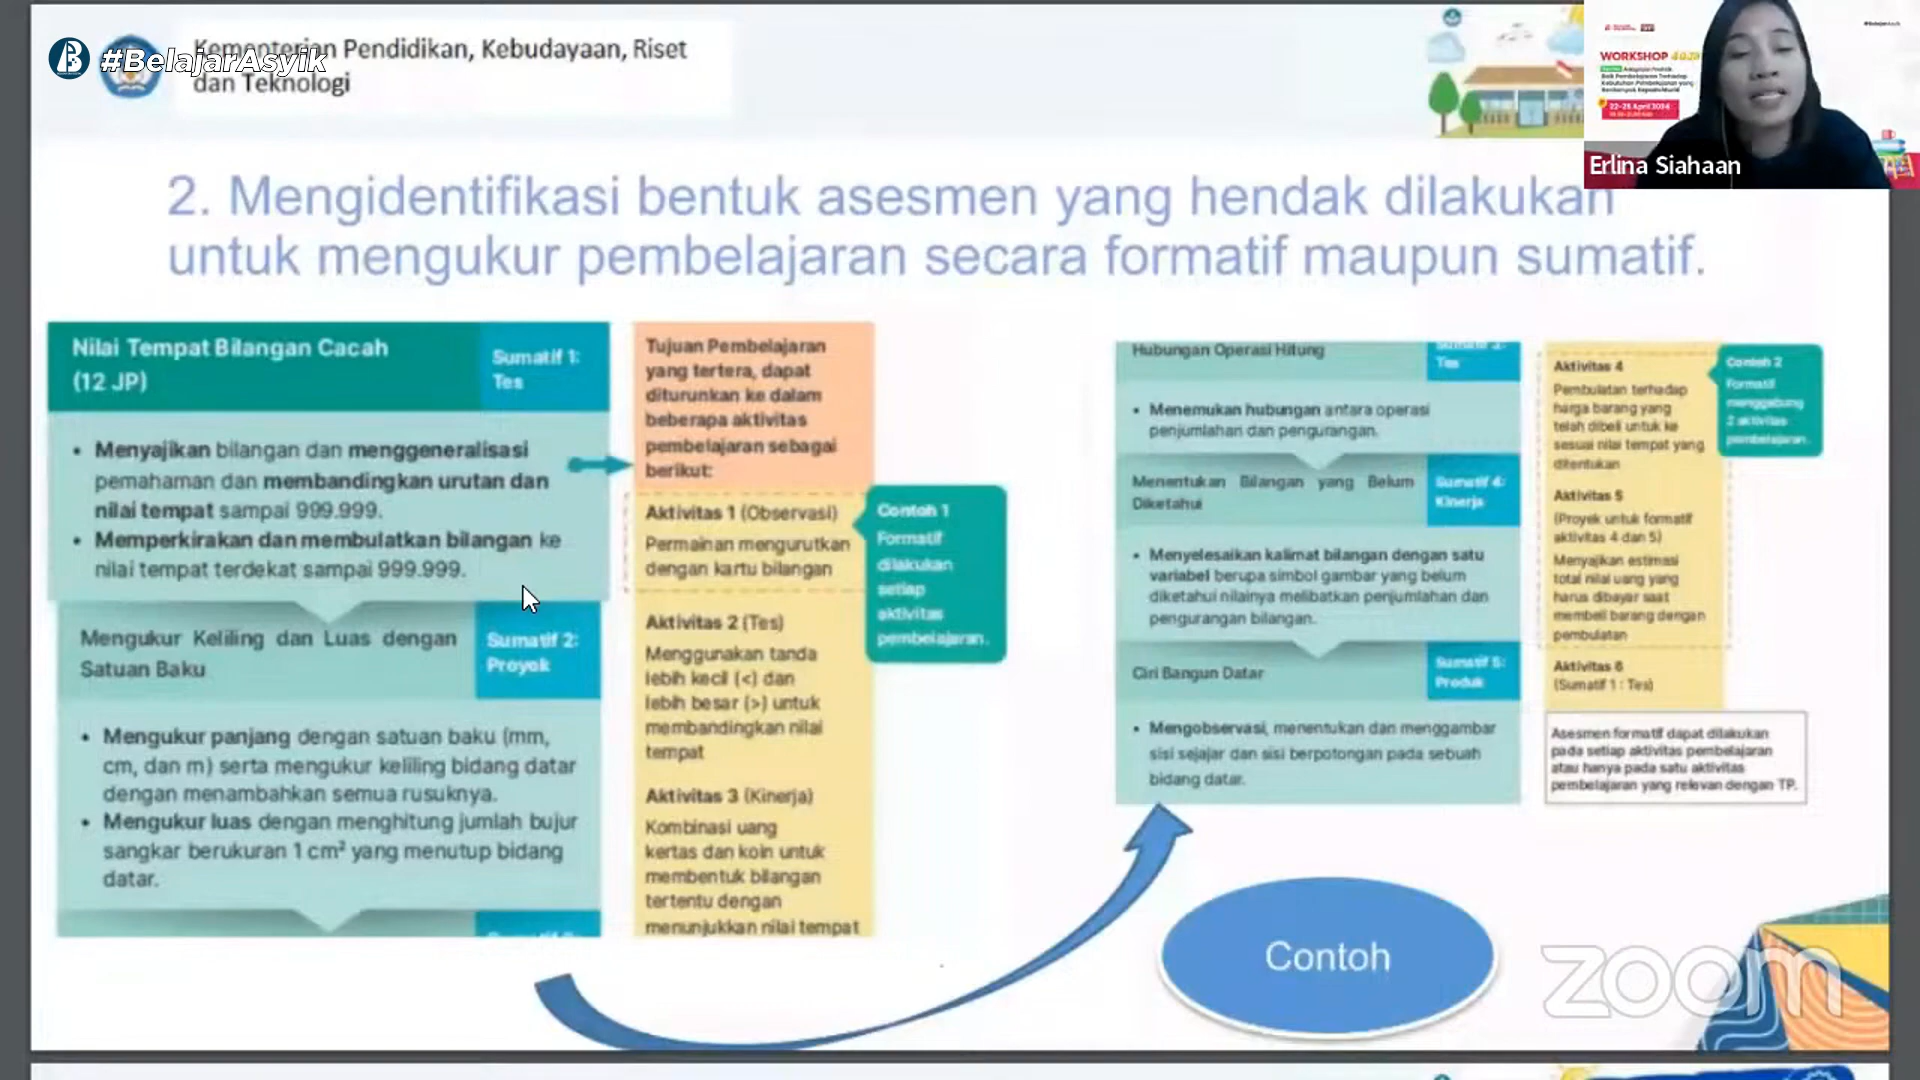 #BelajarAsyik
Kementerian Pendidikan, Kebudayaan, Riset
dan Teknologi
WORKSHOP
22-25 April 2024
Erlina Siahaan
2. Mengidentifikasi bentuk asesmen yang hendak dilakukan
untuk mengukur pembelajaran secara formatif maupun sumatif.
Nilai Tempat Bilangan Cacah
(12 JP)
Sumatif 1:
Tes
• Menyajikan bilangan dan menggeneralisasi
pemahaman dan membandingkan urutan dan
nilai tempat sampai 999.999.
• Memperkirakan dan membulatkan bilangan ke
nilai tempat terdekat sampai 999.999.
Mengukur Keliling dan Luas dengan
Satuan Baku
Sumatif 2:
Proyek
• Mengukur panjang dengan satuan baku (mm,
cm, dan m) serta mengukur keliling bidang datar
dengan menambahkan semua rusuknya.
• Mengukur luas dengan menghitung jumlah bujur
sangkar berukuran 1 cm² yang menutup bidang
datar.
Tujuan Pembelajaran
yang tertera, dapat
diturunkan ke dalam
beberapa aktivitas
pembelajaran sebagai
berikut:
Aktivitas 1 (Observasi)
Permainan mengurutkan
dengan kartu bilangan
Contoh 1
Formatif
dilakukan
setiap
aktivitas
pembelajaran.
Aktivitas 2 (Tes)
Menggunakan tanda
lebih kecil (<) dan
lebih besar (>) untuk
membandingkan nilai
tempat
Aktivitas 3 (Kinerja)
Kombinasi uang
kertas dan koin untuk
membentuk bilangan
tertentu dengan
menunjukkan nilai tempat
Hubungan Operasi Hitung
Tes
• Menemukan hubungan antara operasi
penjumlahan dan pengurangan.
Menentukan Bilangan yang Belum
Diketahui
Sumatif 4:
Kinerja
• Menyelesaikan kalimat bilangan dengan satu
variabel berupa simbol gambar yang belum
diketahui nilainya melibatkan penjumlahan dan
pengurangan bilangan.
Ciri Bangun Datar
Sumatif 5:
Produk
• Mengobservasi, menentukan dan menggambar
sisi sejajar dan sisi berpotongan pada sebuah
bidang datar.
Aktivitas 4
Pembulatan terhadap
harga barang yang
telah dibeli untuk ke
sesuai nilai tempat yang
ditentukan
Contoh 2
Formatif
menggabung
2 aktivitas
pembelajaran.
Aktivitas 5
(Proyek untuk formatif
aktivitas 4 dan 5)
Menyajikan estimasi
total nilai uang yang
harus dibayar saat
membeli barang dengan
pembulatan
Aktivitas 6
(Sumatif 1 : Tes)
Asesmen formatif dapat dilakukan
pada setiap aktivitas pembelajaran
atau hanya pada satu aktivitas
pembelajaran yang relevan dengan TP.
Contoh
zoom